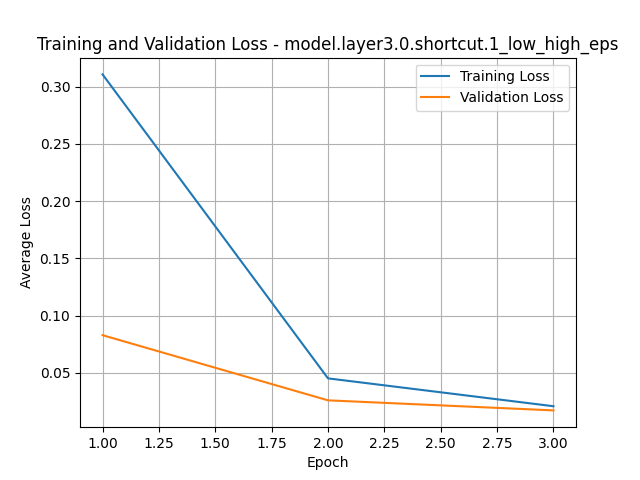 Training and Validation Loss - model.layer3.0.shortcut.1_low_high_eps
Training Loss
Validation Loss
0.30
0.25
0.20
0.15
0.10
0.05
Average Loss
1.00 1.25 1.50 1.75 2.00 2.25 2.50 2.75 3.00
Epoch